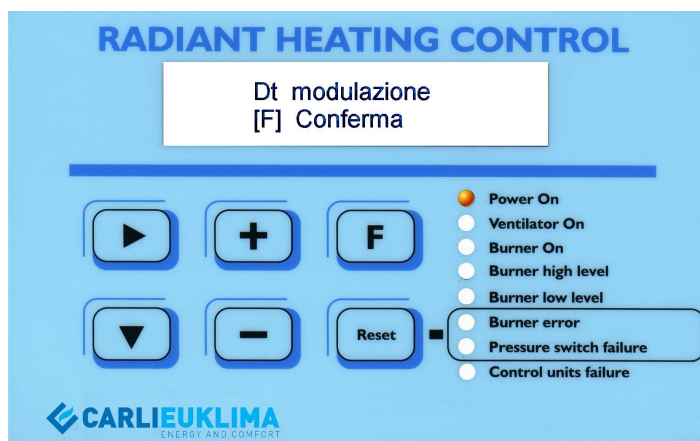 RADIANT HEATING CONTROL
Dt modulazione
[F] Conferma
F
Reset
Power On
Ventilator On
Burner On
Burner high level
Burner low level
Burner error
Pressure switch failure
Control units failure
CARLIEUKLIMA
ENERGY AND COMFORT